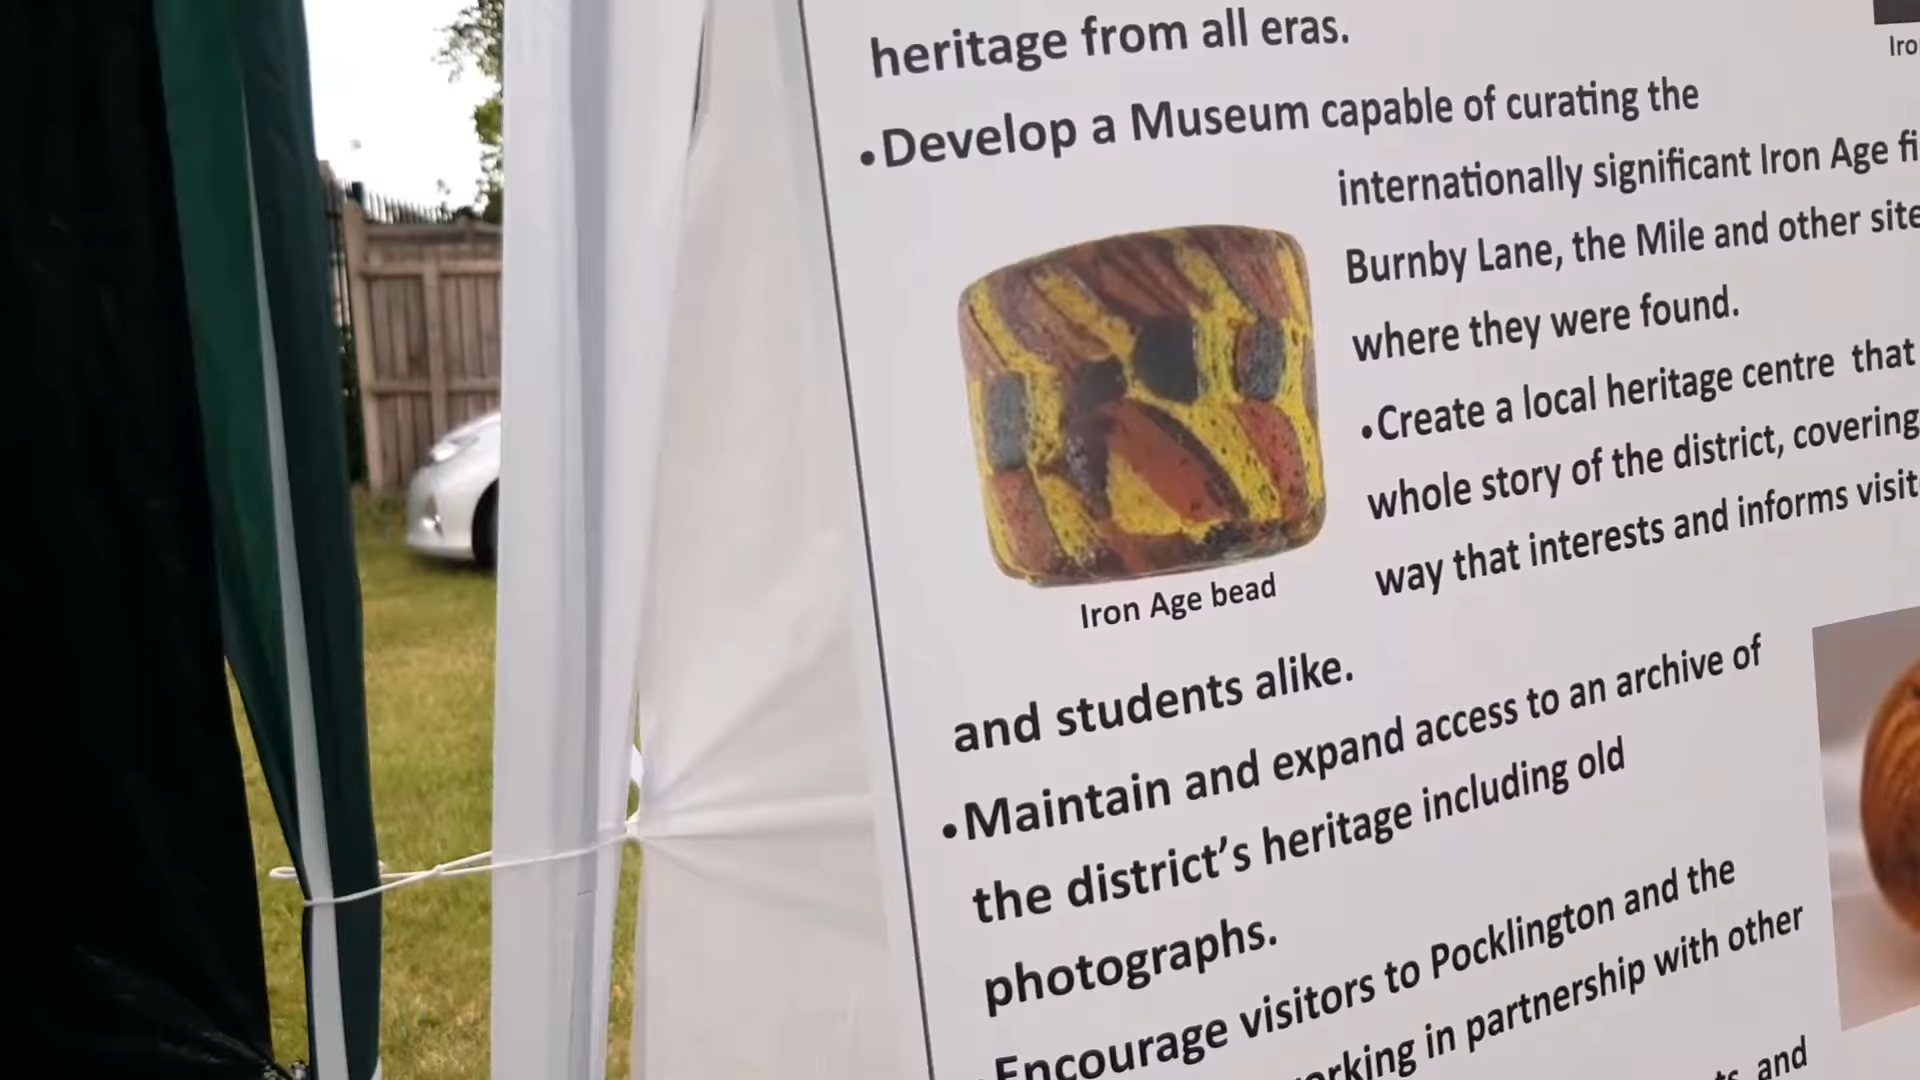 heritage from all eras.
•Develop a Museum capable of curating the
internationally significant Iron Age
Burnby Lane, the Mile and other
where they were found.
•Create a local heritage centre that
whole story of the district, covering
way that interests and informs
Iron Age bead
and students alike.
•Maintain and expand access to an archive of
the district's heritage including old
photographs.
Encourage visitors to Pocklington and the
in partnership with other
and